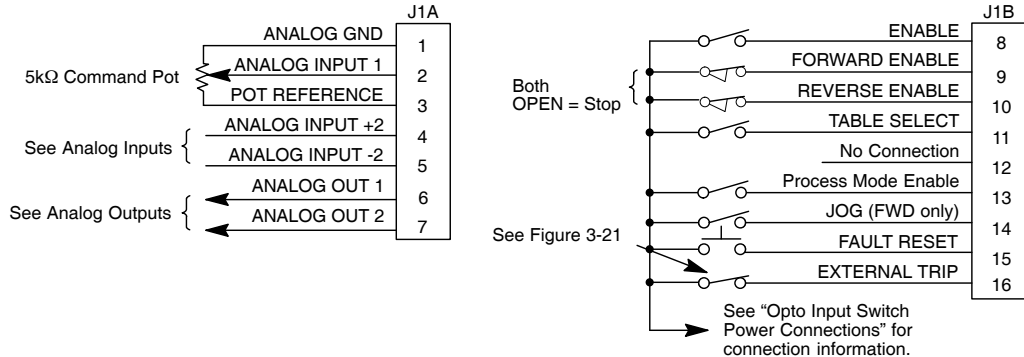 J1A
ANALOG GND
1
5kΩ Command Pot
ANALOG INPUT 1
2
POT REFERENCE
3
ANALOG INPUT +2
4
See Analog Inputs
ANALOG INPUT -2
5
ANALOG OUT 1
6
See Analog Outputs
ANALOG OUT 2
7
J1B
ENABLE
8
FORWARD ENABLE
9
Both
OPEN = Stop
REVERSE ENABLE
10
TABLE SELECT
11
No Connection
12
Process Mode Enable
13
JOG (FWD only)
14
See Figure 3-21
FAULT RESET
15
EXTERNAL TRIP
16
See “Opto Input Switch
Power Connections” for
connection information.